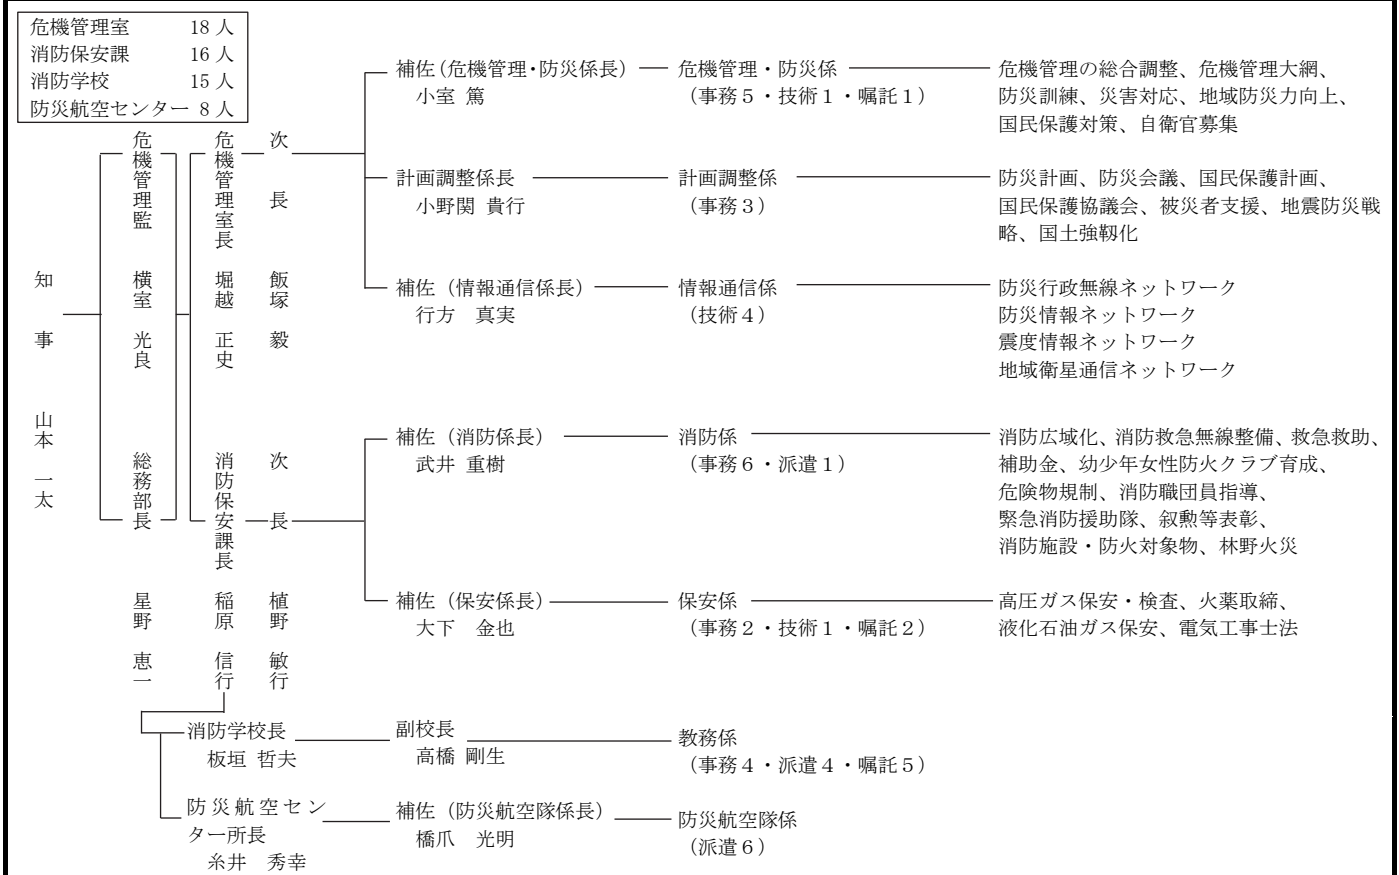 危機管理室 18人
消防保安課 16人
消防学校 15人
防災航空センター 8人
知事 山本 一太
危機管理監 横室 光良
総務部長 星野 恵一
危機管理室長 堀越 正史
次長 飯塚 毅
補佐(危機管理・防災係長)
小室 篤
危機管理・防災係
(事務5・技術1・嘱託1)
危機管理の総合調整、危機管理大綱、
防災訓練、災害対応、地域防災力向上、
国民保護対策、自衛官募集
計画調整係長
小野関 貴行
計画調整係
(事務3)
防災計画、防災会議、国民保護計画、
国民保護協議会、被災者支援、地震防災戦
略、国土強靱化
補佐(情報通信係長)
行方 真実
情報通信係
(技術4)
防災行政無線ネットワーク
防災情報ネットワーク
震度情報ネットワーク
地域衛星通信ネットワーク
消防保安課長 稲原 信行
次長 植野 敏行
補佐(消防係長)
武井 重樹
消防係
(事務6・派遣1)
消防広域化、消防救急無線整備、救急救助、
補助金、幼少年女性防火クラブ育成、
危険物規制、消防職団員指導、
緊急消防援助隊、叙勲等表彰、
消防施設・防火対象物、林野火災
補佐(保安係長)
大下 金也
保安係
(事務2・技術1・嘱託2)
高圧ガス保安・検査、火薬取締、
液化石油ガス保安、電気工事士法
消防学校長
板垣 哲夫
副校長
高橋 剛生
教務係
(事務4・派遣4・嘱託5)
防災航空セン
ター所長
糸井 秀幸
補佐(防災航空隊係長)
橋爪 光明
防災航空隊係
(派遣6)